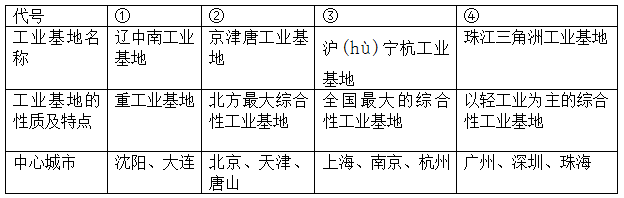 代号 ① ② ③ ④
工业基地名称 辽中南工业基地 京津唐工业基地 沪(hù)宁杭工业基地 珠江三角洲工业基地
工业基地的性质及特点 重工业基地 北方最大综合性工业基地 全国最大的综合性工业基地 以轻工业为主的综合性工业基地
中心城市 沈阳、大连 北京、天津、唐山 上海、南京、杭州 广州、深圳、珠海